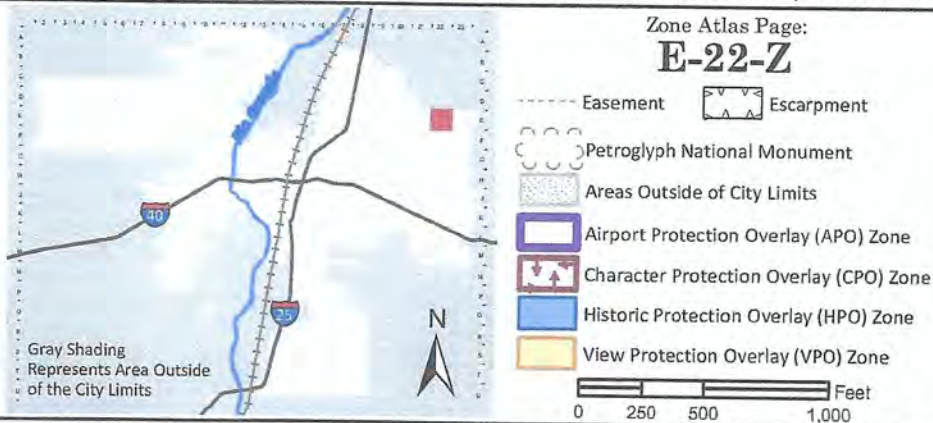 Zone Atlas Page:
E-22-Z
Easement
Escarpment
Petroglyph National Monument
Areas Outside of City Limits
Airport Protection Overlay (APO) Zone
Character Protection Overlay (CPO) Zone
Historic Protection Overlay (HPO) Zone
View Protection Overlay (VPO) Zone
Feet
0 250 500 1,000
40
25
N
Gray Shading
Represents Area Outside
of the City Limits